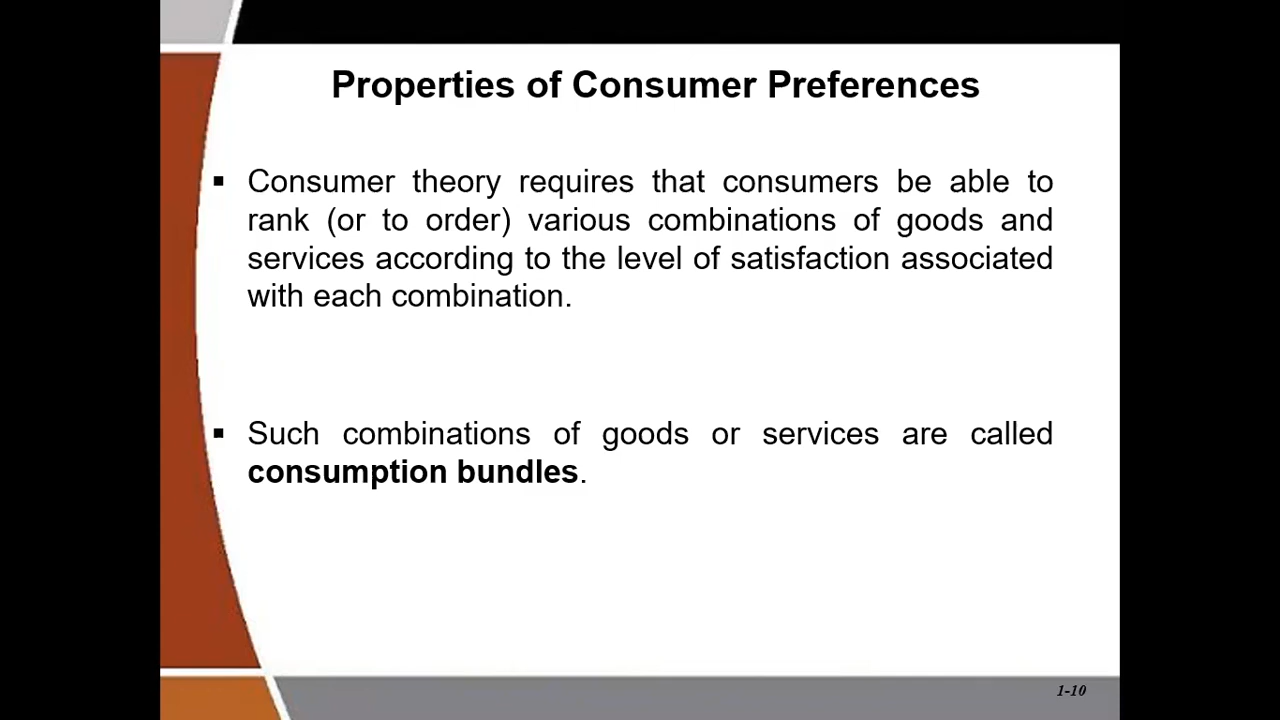 Properties of Consumer Preferences
▪ Consumer theory requires that consumers be able to
rank (or to order) various combinations of goods and
services according to the level of satisfaction associated
with each combination.
▪ Such combinations of goods or services are called
consumption bundles.
1-10